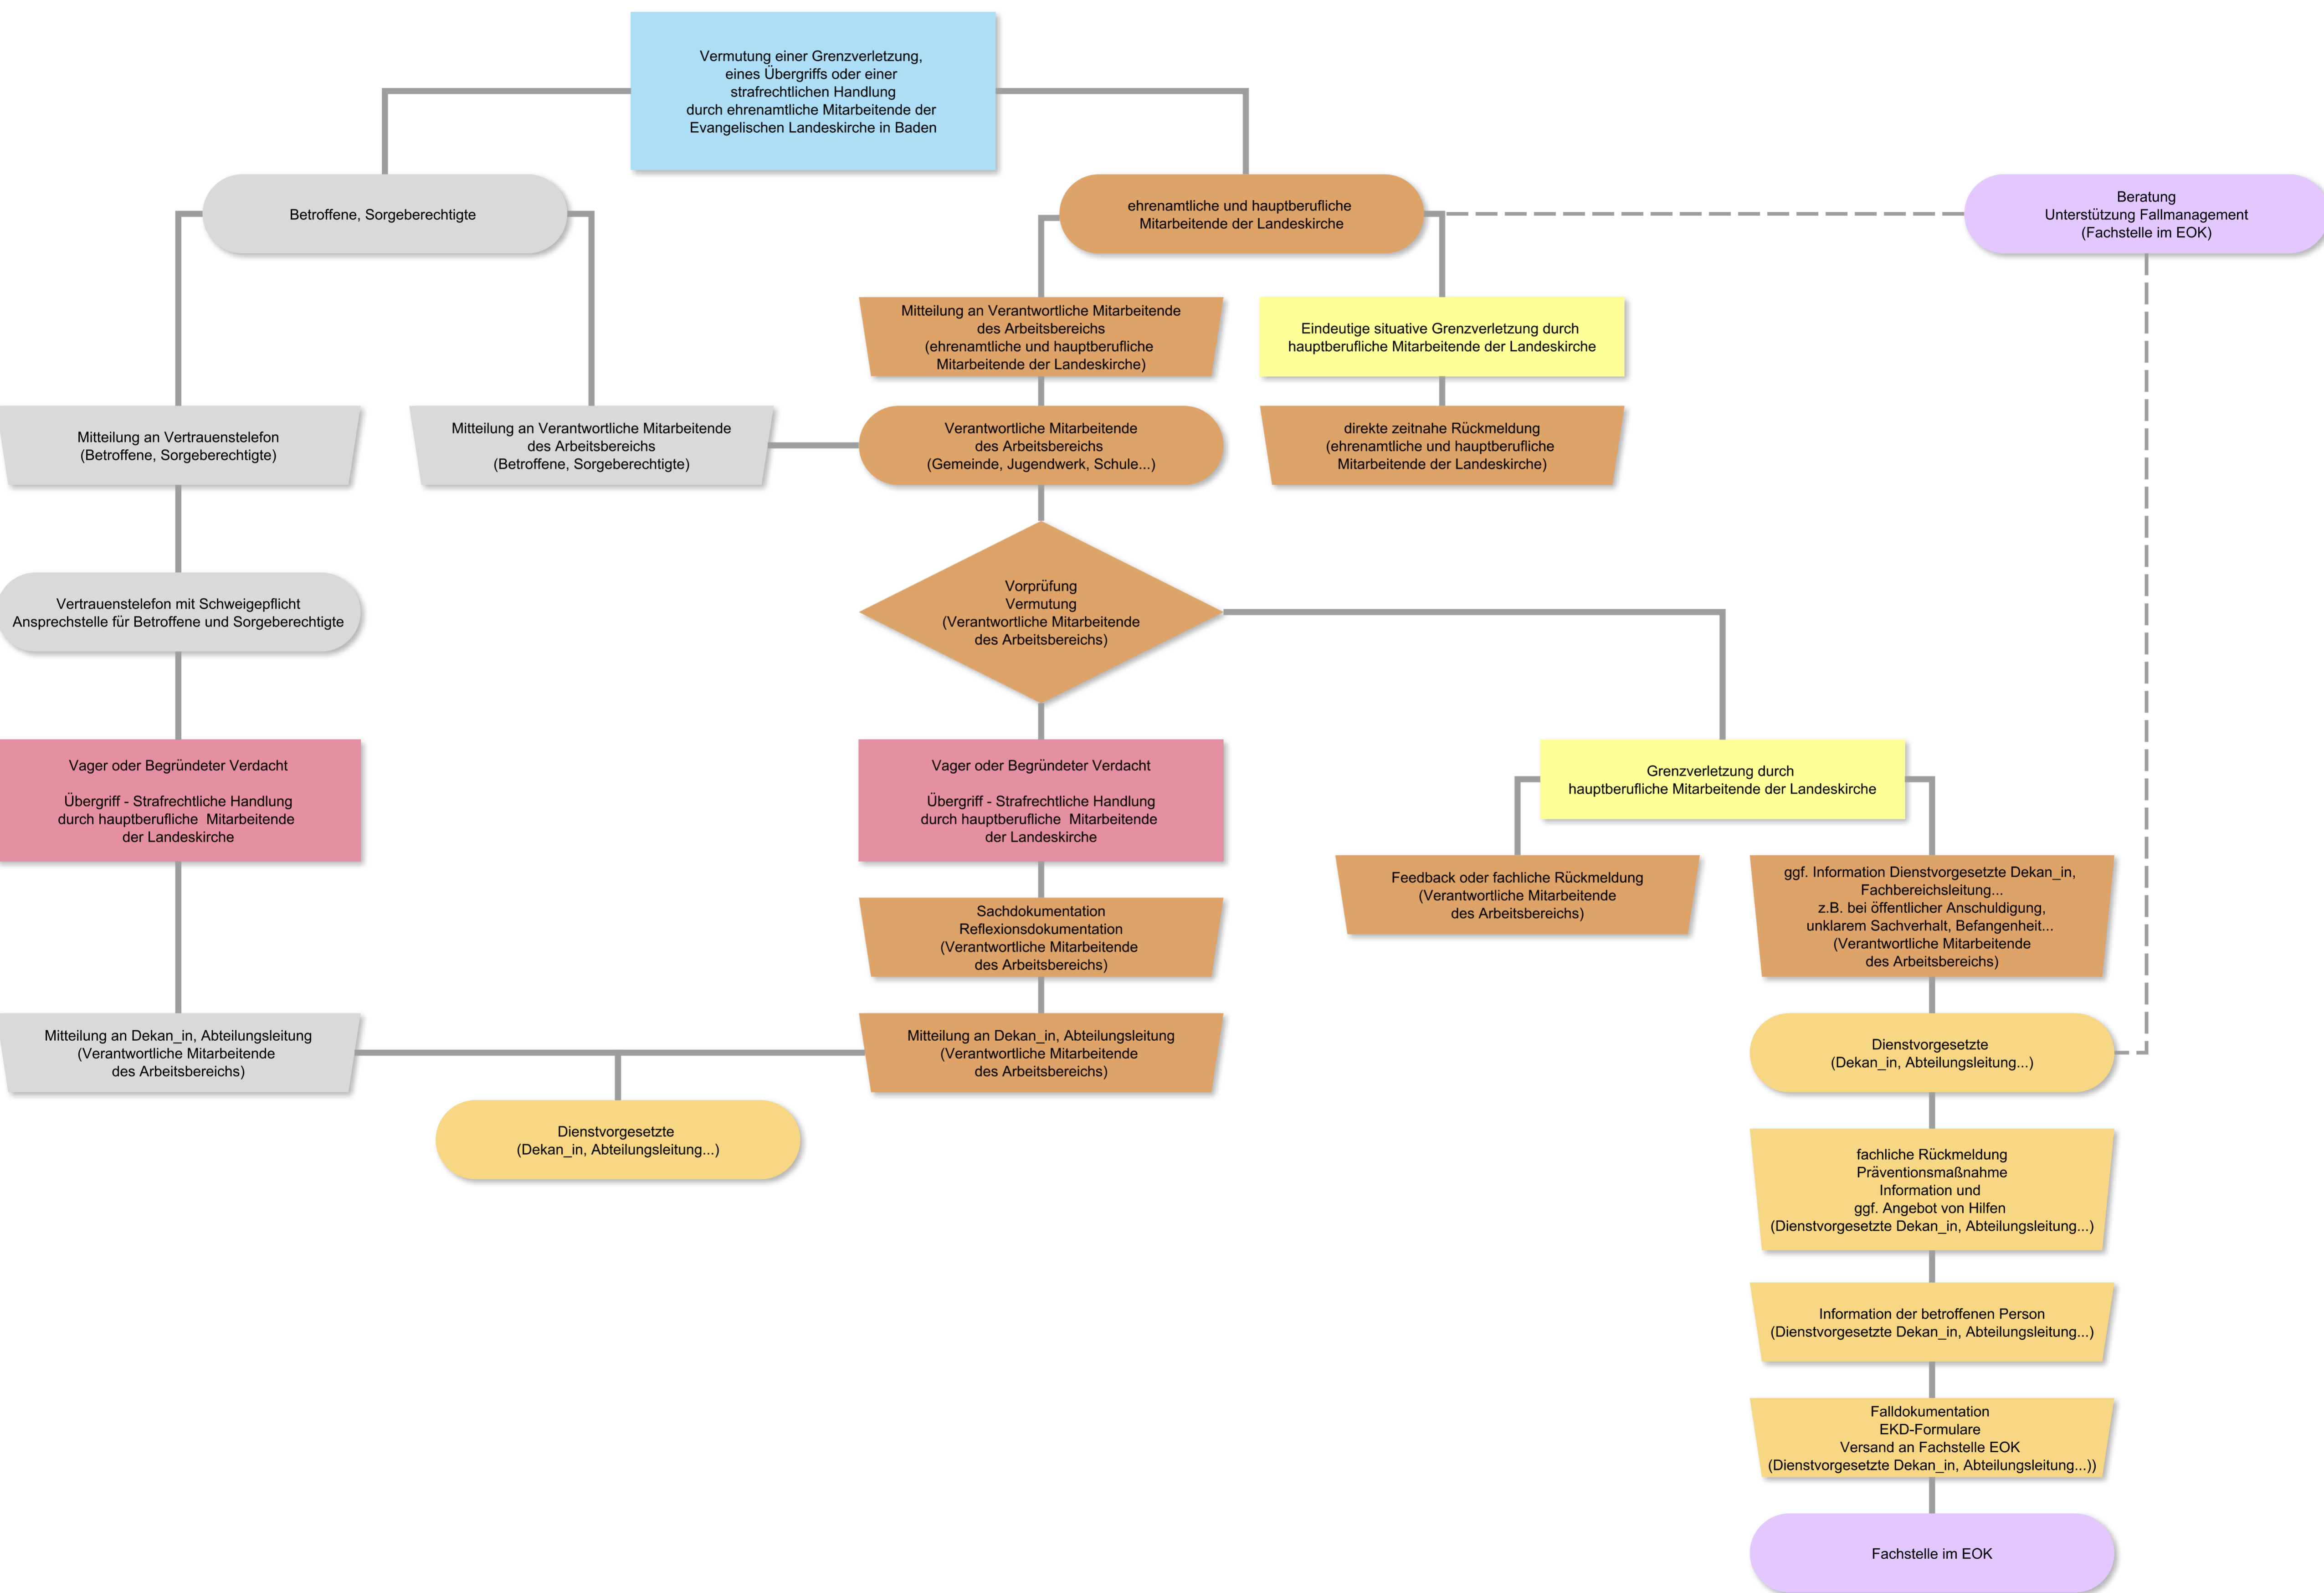 Vermutung einer Grenzverletzung,
eines Übergriffs oder einer
strafrechtlichen Handlung
durch ehrenamtliche Mitarbeitende der
Evangelischen Landeskirche in Baden
Betroffene, Sorgeberechtigte
ehrenamtliche und hauptberufliche
Mitarbeitende der Landeskirche
Beratung
Unterstützung Fallmanagement
(Fachstelle im EOK)
Mitteilung an Verantwortliche Mitarbeitende
des Arbeitsbereichs
(ehrenamtliche und hauptberufliche
Mitarbeitende der Landeskirche)
Eindeutige situative Grenzverletzung durch
hauptberufliche Mitarbeitende der Landeskirche
Mitteilung an Vertrauenstelefon
(Betroffene, Sorgeberechtigte)
Mitteilung an Verantwortliche Mitarbeitende
des Arbeitsbereichs
(Betroffene, Sorgeberechtigte)
Verantwortliche Mitarbeitende
des Arbeitsbereichs
(Gemeinde, Jugendwerk, Schule...)
direkte zeitnahe Rückmeldung
(ehrenamtliche und hauptberufliche
Mitarbeitende der Landeskirche)
Vertrauenstelefon mit Schweigepflicht
Ansprechstelle für Betroffene und Sorgeberechtigte
Vorprüfung
Vermutung
(Verantwortliche Mitarbeitende
des Arbeitsbereichs)
Vager oder Begründeter Verdacht
Übergriff - Strafrechtliche Handlung
durch hauptberufliche  Mitarbeitende
der Landeskirche
Vager oder Begründeter Verdacht
Übergriff - Strafrechtliche Handlung
durch hauptberufliche  Mitarbeitende
der Landeskirche
Grenzverletzung durch
hauptberufliche Mitarbeitende der Landeskirche
Sachdokumentation
Reflexionsdokumentation
(Verantwortliche Mitarbeitende
des Arbeitsbereichs)
Feedback oder fachliche Rückmeldung
(Verantwortliche Mitarbeitende
des Arbeitsbereichs)
ggf. Information Dienstvorgesetzte Dekan_in,
Fachbereichsleitung...
z.B. bei öffentlicher Anschuldigung,
unklarem Sachverhalt, Befangenheit...
(Verantwortliche Mitarbeitende
des Arbeitsbereichs)
Mitteilung an Dekan_in, Abteilungsleitung
(Verantwortliche Mitarbeitende
des Arbeitsbereichs)
Mitteilung an Dekan_in, Abteilungsleitung
(Verantwortliche Mitarbeitende
des Arbeitsbereichs)
Dienstvorgesetzte
(Dekan_in, Abteilungsleitung...)
Dienstvorgesetzte
(Dekan_in, Abteilungsleitung...)
fachliche Rückmeldung
Präventionsmaßnahme
Information und
ggf. Angebot von Hilfen
(Dienstvorgesetzte Dekan_in, Abteilungsleitung...)
Information der betroffenen Person
(Dienstvorgesetzte Dekan_in, Abteilungsleitung...)
Falldokumentation
EKD-Formulare
Versand an Fachstelle EOK
(Dienstvorgesetzte Dekan_in, Abteilungsleitung...))
Fachstelle im EOK